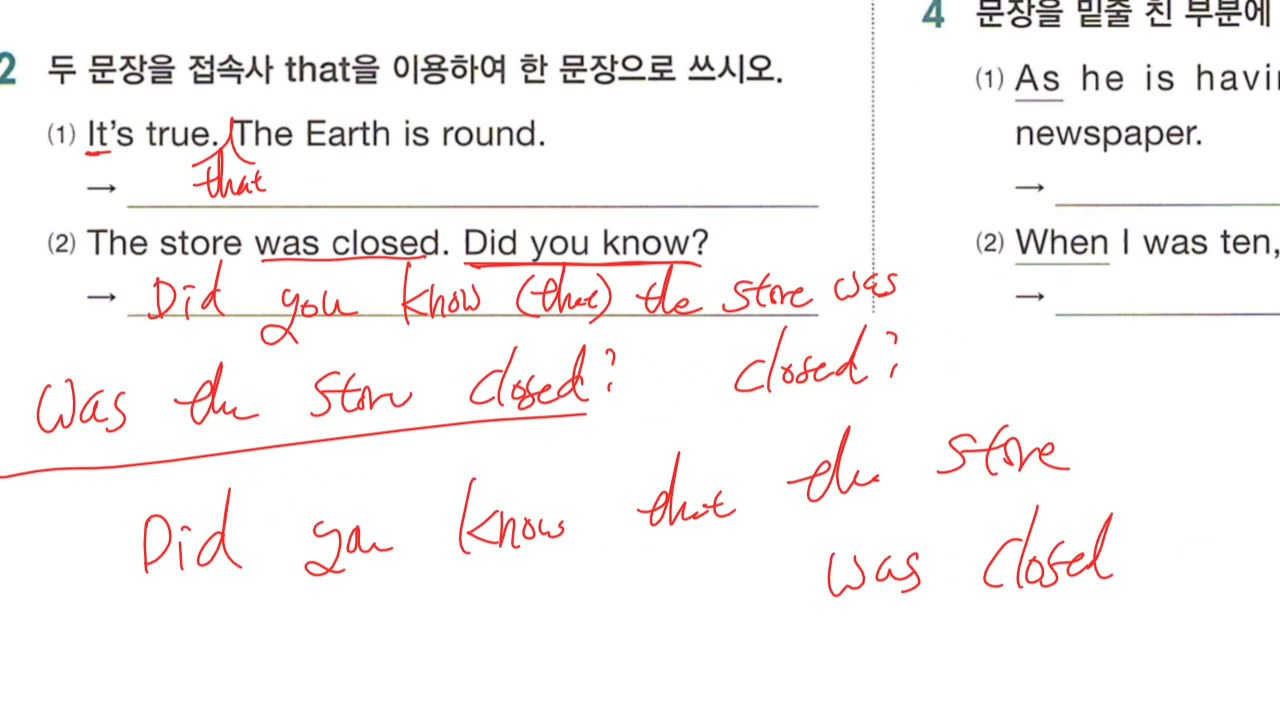 2 두 문장을 접속사 that을 이용하여 한 문장으로 쓰시오.
(1) It's true. The Earth is round.
that
→
(2) The store was closed. Did you know?
→ Did you know (that) the store was
closed?
Was the store closed?
Did you know that the store
was closed
4 문장을 밑줄 친 부분에
(1) As he is havin
newspaper.
→
(2) When I was ten,
→